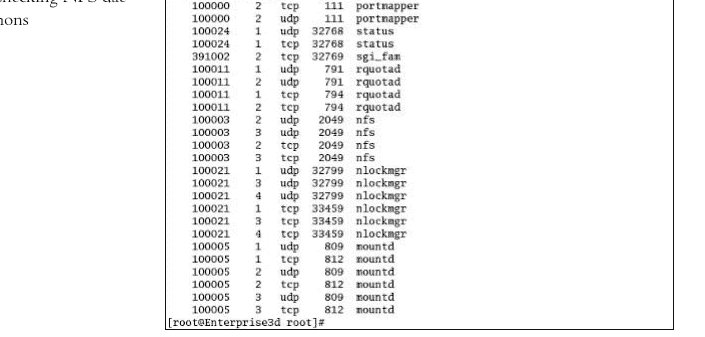 mons
100000 2 tcp 111 portmapper
100000 2 udp 111 portmapper
100024 1 udp 32768 status
100024 1 tcp 32768 status
391002 2 tcp 32769 sgi_fam
100011 1 udp 791 rquotad
100011 2 udp 791 rquotad
100011 1 tcp 794 rquotad
100011 2 tcp 794 rquotad
100003 2 udp 2049 nfs
100003 3 udp 2049 nfs
100003 2 tcp 2049 nfs
100003 3 tcp 2049 nfs
100021 1 udp 32799 nlockmgr
100021 3 udp 32799 nlockmgr
100021 4 udp 32799 nlockmgr
100021 1 tcp 33459 nlockmgr
100021 3 tcp 33459 nlockmgr
100021 4 tcp 33459 nlockmgr
100005 1 udp 809 mountd
100005 1 tcp 812 mountd
100005 2 udp 809 mountd
100005 2 tcp 812 mountd
100005 3 udp 809 mountd
100005 3 tcp 812 mountd
[root@Enterprise3d root]#